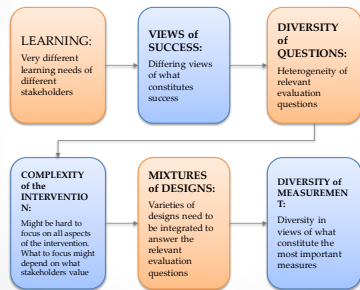 LEARNING:
Very different
learning needs of
different
stakeholders
VIEWS of
SUCCESS:
Differing views
of what
constitutes
success
DIVERSITY
of
QUESTIONS:
Heterogeneity of
relevant
evaluation
questions
COMPLEXITY
of the
INTERVENTIO
N:
Might be hard to
focus on all aspects
of the intervention.
What to focus might
depend on what
stakeholders value
MIXTURES
of DESIGNS:
Varieties of
designs need to
be integrated to
answer the
relevant
evaluation
questions
DIVERSITY of
MEASUREMEN
T:
Diversity in
views of what
constitute the
most important
measures